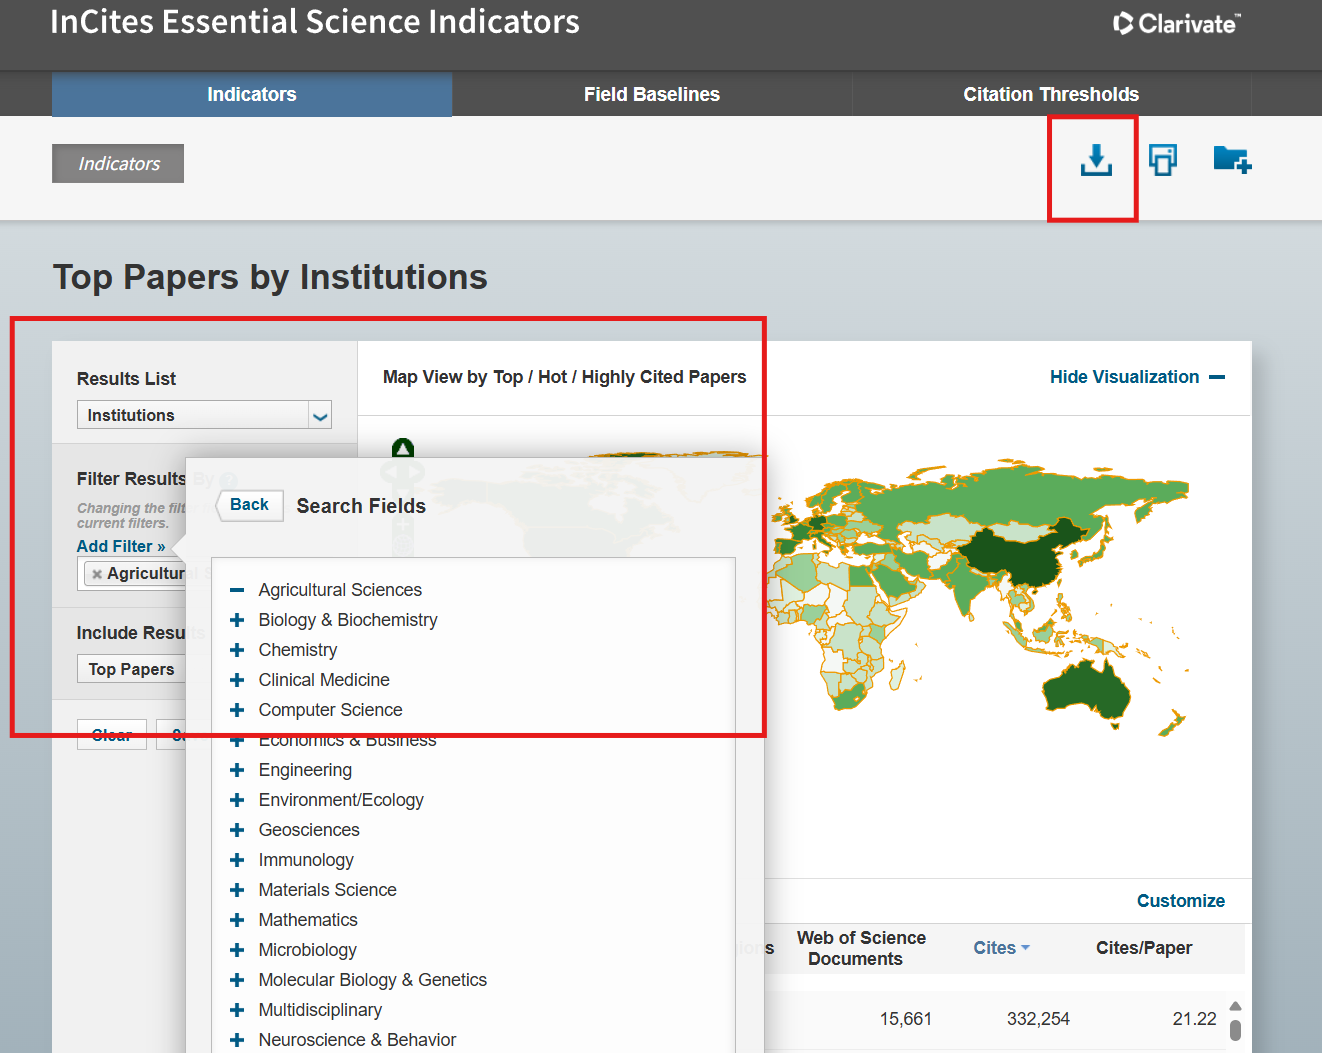 InCites Essential Science Indicators
Clarivate™
Indicators
Field Baselines
Citation Thresholds
Indicators
Top Papers by Institutions
Results List
Institutions
Map View by Top / Hot / Highly Cited Papers
Hide Visualization
Filter Results By
Changing the
current filters.
Add Filter »
Agricultural
Include Results
Top Papers
Clear
Back
Search Fields
Agricultural Sciences
Biology & Biochemistry
Chemistry
Clinical Medicine
Computer Science
Economics & Business
Engineering
Environment/Ecology
Geosciences
Immunology
Materials Science
Mathematics
Microbiology
Molecular Biology & Genetics
Multidisciplinary
Neuroscience & Behavior
Customize
Web of Science
Documents
Cites
Cites/Paper
15,661
332,254
21.22